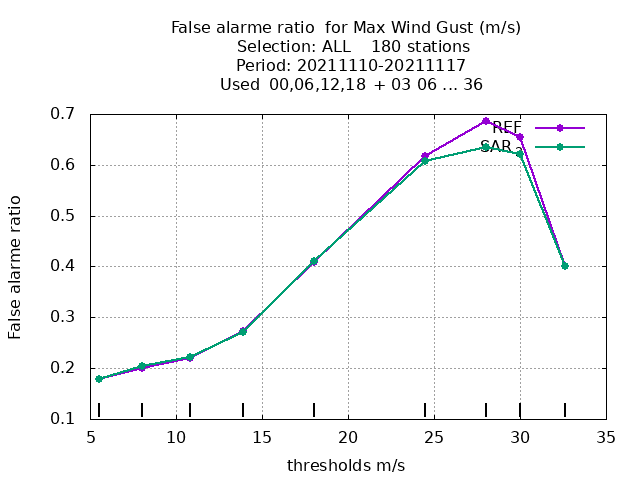 False alarme ratio for Max Wind Gust (m/s)
Selection: ALL 180 stations
Period: 20211110-20211117
Used 00,06,12,18 + 03 06 ... 36
REF
SAR
False alarme ratio
0.7
0.6
0.5
0.4
0.3
0.2
0.1
5 10 15 20 25 30 35
thresholds m/s